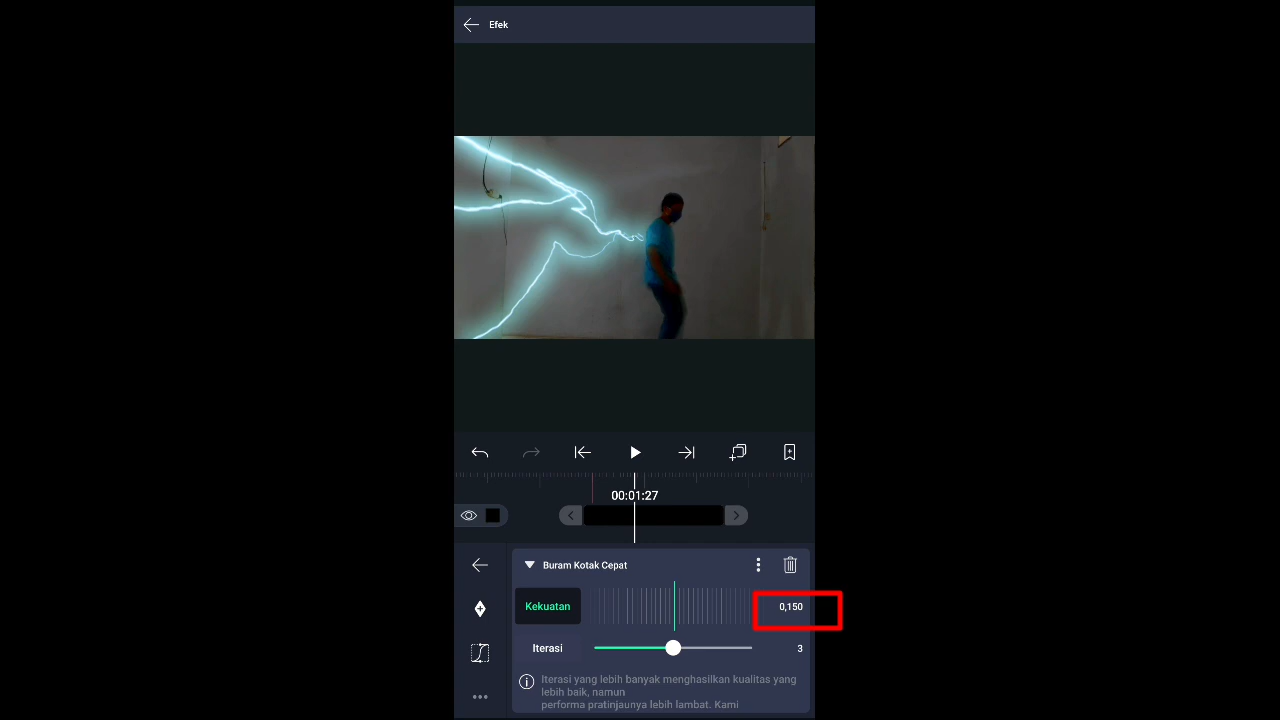 Efek
00:01:27
Buram Kotak Cepat
Kekuatan
0,150
Iterasi
3
Iterasi yang lebih banyak menghasilkan kualitas yang
lebih baik, namun
performa pratinjaunya lebih lambat. Kami